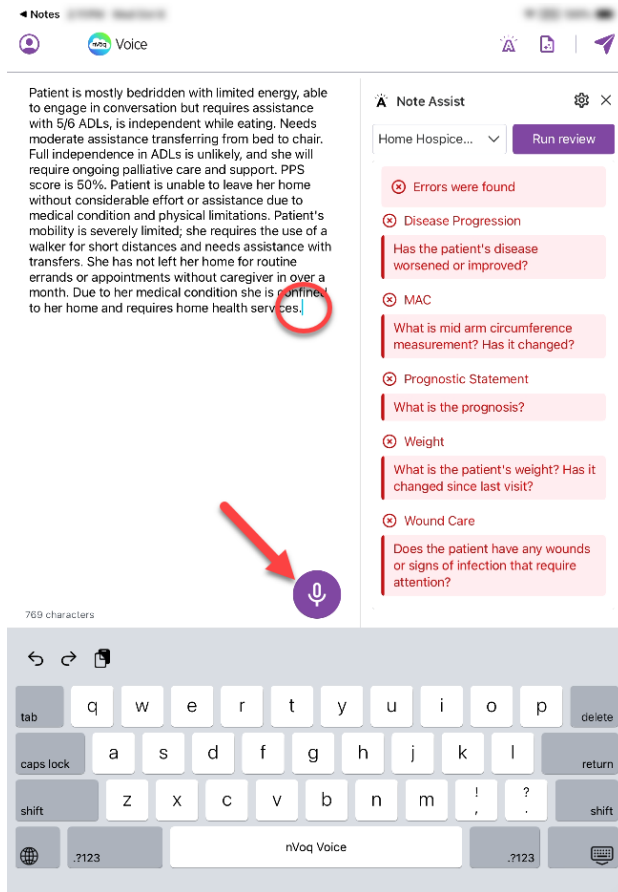 Notes
nVoq Voice
Patient is mostly bedridden with limited energy, able
to engage in conversation but requires assistance
with 5/6 ADLs, is independent while eating. Needs
moderate assistance transferring from bed to chair.
Full independence in ADLs is unlikely, and she will
require ongoing palliative care and support. PPS
score is 50%. Patient is unable to leave her home
without considerable effort or assistance due to
medical condition and physical limitations. Patient's
mobility is severely limited; she requires the use of a
walker for short distances and needs assistance with
transfers. She has not left her home for routine
errands or appointments without caregiver in over a
month. Due to her medical condition she is confined
to her home and requires home health services.
769 characters
Note Assist
Home Hospice...
Run review
Errors were found
Disease Progression
Has the patient's disease
worsened or improved?
MAC
What is mid arm circumference
measurement? Has it changed?
Prognostic Statement
What is the prognosis?
Weight
What is the patient's weight? Has it
changed since last visit?
Wound Care
Does the patient have any wounds
or signs of infection that require
attention?
tab q w e r t y u i o p delete
caps lock a s d f g h j k l return
shift z x c v b n m ! , ? . shift
.?123 nVoq Voice .?123